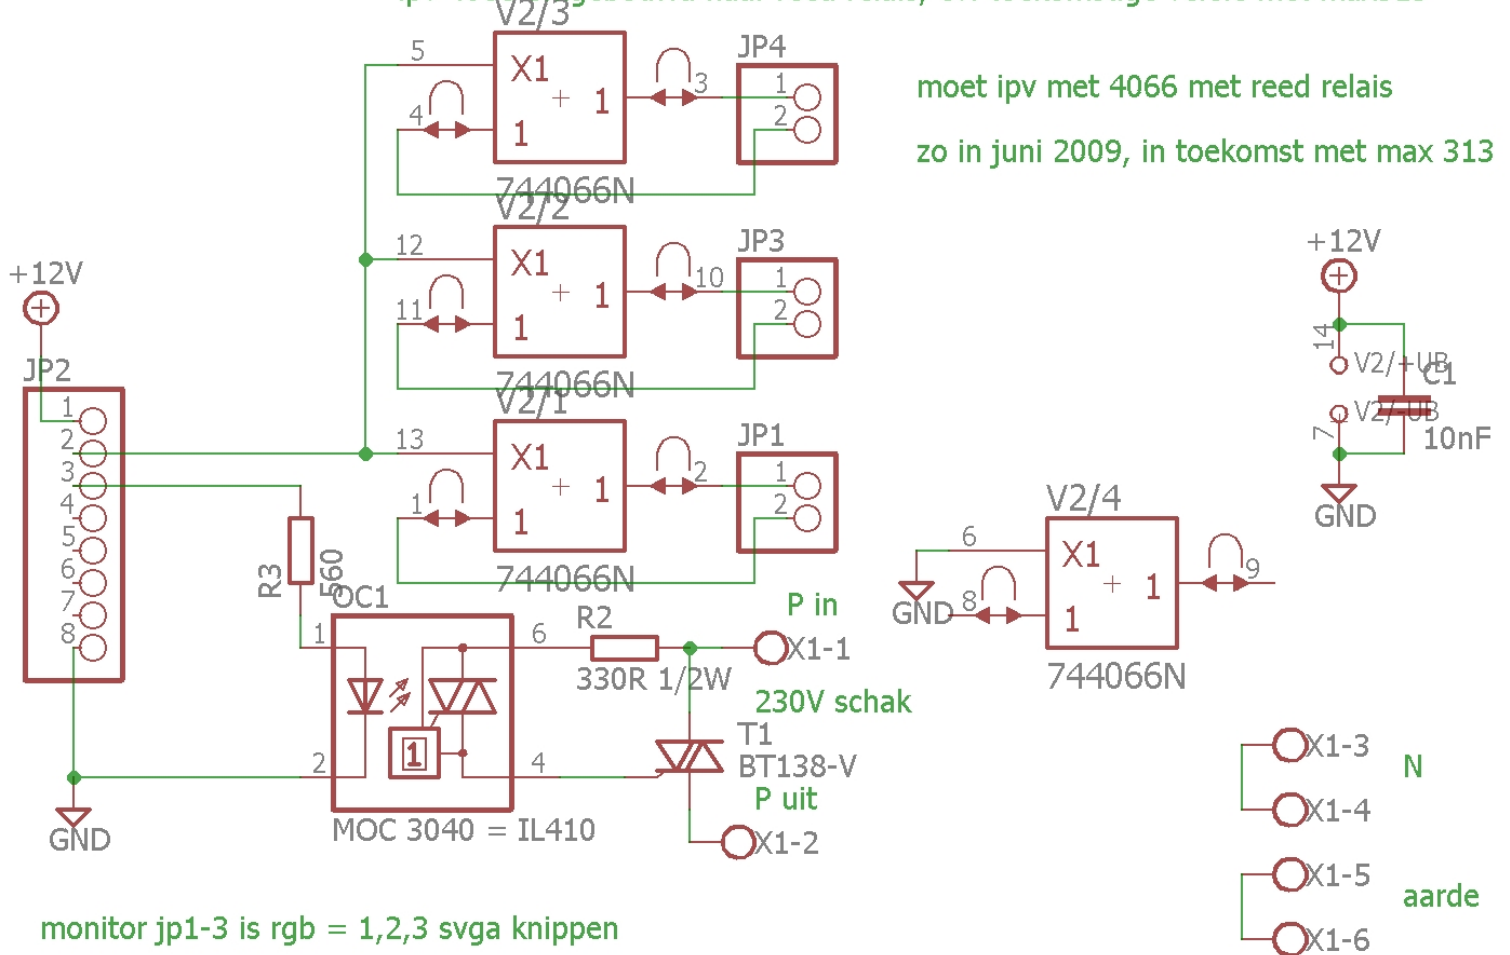 V2/3
5
X1
1
4
1
3
JP4
1
2
744066N
moet ipv met 4066 met reed relais
zo in juni 2009, in toekomst met max 313
V2/2
12
X1
1
11
1
10
JP3
1
2
744066N
+12V
+12V
14
V2/+UB
C1
V2/-UB
7
10nF
GND
JP2
1
2
3
4
5
6
7
8
V2/1
13
X1
1
1
1
2
JP1
1
2
744066N
V2/4
6
X1
1
8
1
9
GND
744066N
R3
560
OC1
1
2
6
4
1
MOC 3040 = IL410
GND
R2
330R 1/2W
P in
X1-1
230V schak
T1
BT138-V
P uit
X1-2
X1-3
N
X1-4
X1-5
aarde
X1-6
monitor jp1-3 is rgb = 1,2,3 svga knippen